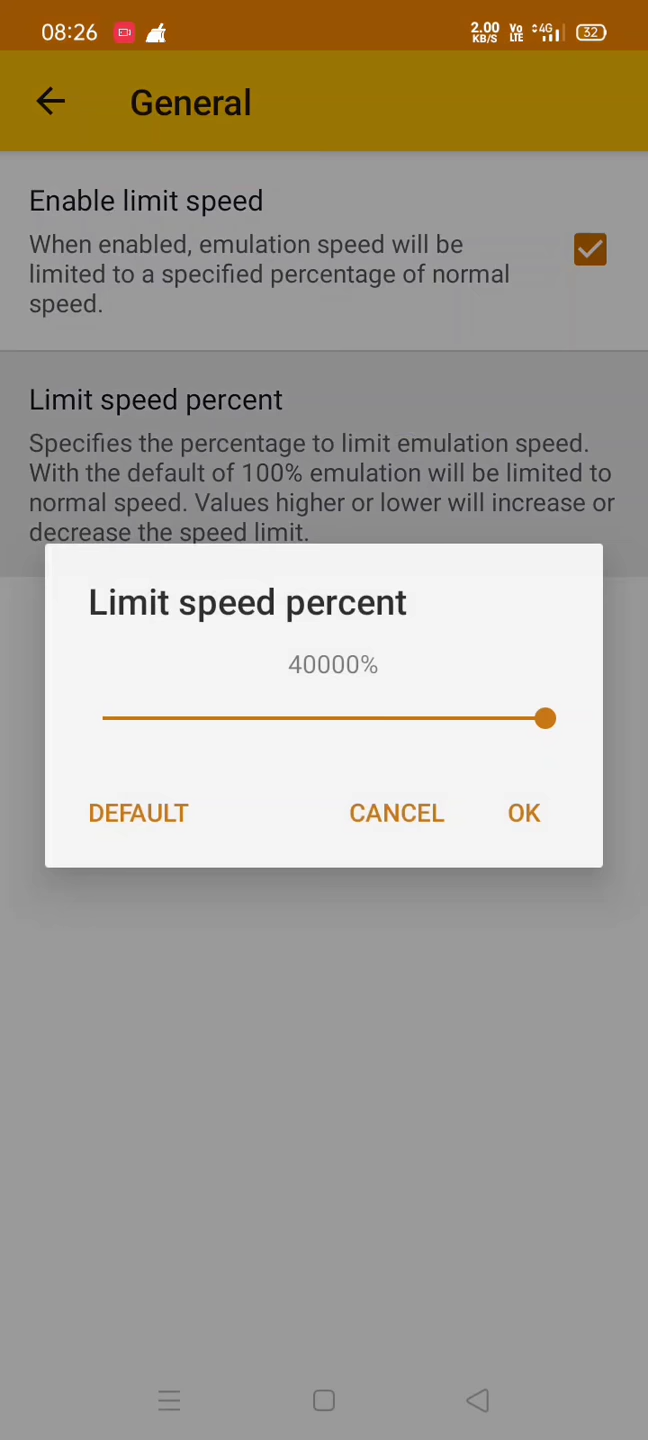 08:26
2.00
KB/S
Vo
LTE
4G
32
General
Enable limit speed
When enabled, emulation speed will be
limited to a specified percentage of normal
speed.
Limit speed percent
Specifies the percentage to limit emulation speed.
With the default of 100% emulation will be limited to
normal speed. Values higher or lower will increase or
decrease the speed limit.
Limit speed percent
40000%
DEFAULT
CANCEL
OK